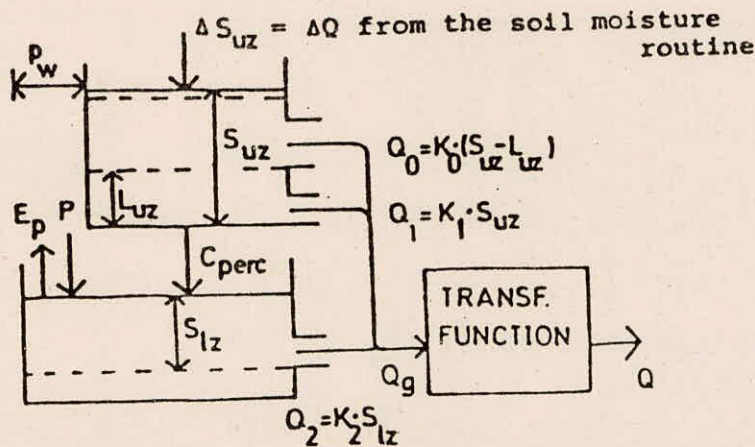 ΔS_uz = ΔQ from the soil moisture
routine
P_w
S_uz
Q_0=K_0·(S_uz-L_uz)
L_uz
E_p P
Q_1=K_1·S_uz
C_perc
TRANSF.
FUNCTION
S_lz
Q_g
Q
Q_2=K_2·S_lz